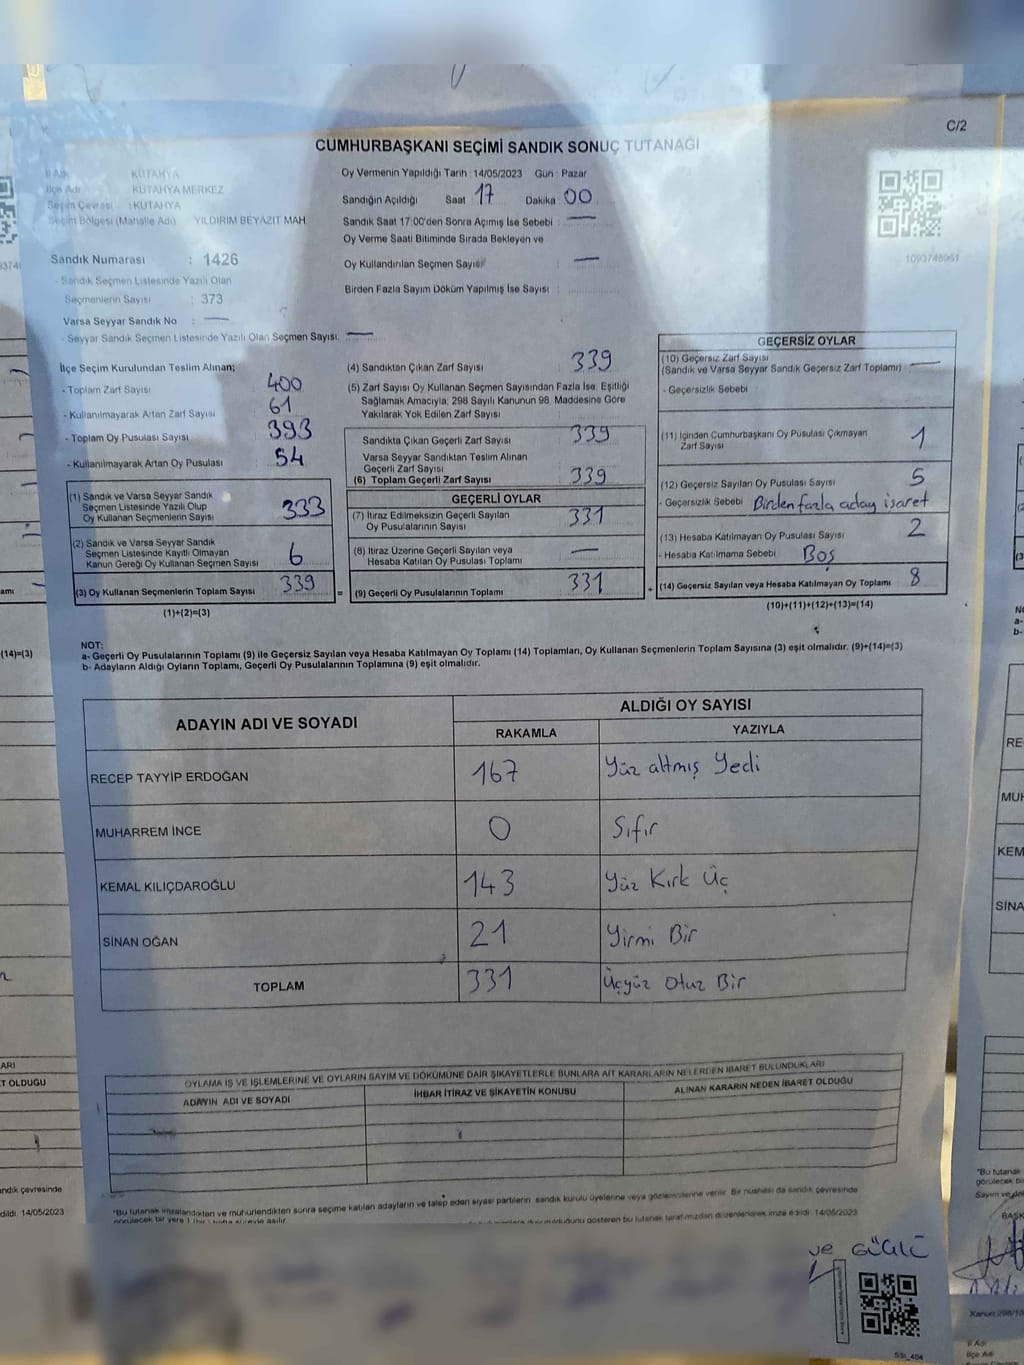 C/2
CUMHURBAŞKANI SEÇİMİ SANDIK SONUÇ TUTANAĞI
İl Adı : KÜTAHYA
İlçe Adı : KÜTAHYA MERKEZ
Seçim Çevresi : KÜTAHYA
Seçim Bölgesi (Mahalle Adı) : YILDIRIM BEYAZIT MAH.
Sandık Numarası : 1426
- Sandık Seçmen Listesinde Yazılı Olan
Seçmenlerin Sayısı : 373
Varsa Seyyar Sandık No : —
- Seyyar Sandık Seçmen Listesinde Yazılı Olan Seçmen Sayısı: —
Oy Vermenin Yapıldığı Tarih : 14/05/2023 Gün : Pazar
Sandığın Açıldığı Saat 17 Dakika 00
Sandık Saat 17:00'den Sonra Açımış İse Sebebi : —
Oy Verme Saati Bitiminde Sırada Bekleyen ve
Oy Kullandırılan Seçmen Sayısı : —
Birden Fazla Sayım Döküm Yapılmış İse Sayısı :
1093748961
İlçe Seçim Kurulundan Teslim Alınan;
- Toplam Zarf Sayısı 400
- Kullanılmayarak Artan Zarf Sayısı 61
- Toplam Oy Pusulası Sayısı 393
- Kullanılmayarak Artan Oy Pusulası 54
(1) Sandık ve Varsa Seyyar Sandık
Seçmen Listesinde Yazılı Olup
Oy Kullanan Seçmenlerin Sayısı 333
(2) Sandık ve Varsa Seyyar Sandık
Seçmen Listesinde Kayıtlı Olmayan
Kanun Gereği Oy Kullanan Seçmen Sayısı 6
(3) Oy Kullanan Seçmenlerin Toplam Sayısı 339
(1)+(2)=(3)
(4) Sandıktan Çıkan Zarf Sayısı 339
(5) Zarf Sayısı Oy Kullanan Seçmen Sayısından Fazla İse, Eşitliği
Sağlamak Amacıyla; 298 Sayılı Kanunun 98. Maddesine Göre
Yakılarak Yok Edilen Zarf Sayısı
Sandıkta Çıkan Geçerli Zarf Sayısı 339
Varsa Seyyar Sandıktan Teslim Alınan
Geçerli Zarf Sayısı
(6) Toplam Geçerli Zarf Sayısı 339
GEÇERLİ OYLAR
(7) İtiraz Edilmeksizin Geçerli Sayılan
Oy Pusulalarının Sayısı 331
(8) İtiraz Üzerine Geçerli Sayılan veya
Hesaba Katılan Oy Pusulası Toplamı —
= (9) Geçerli Oy Pusulalarının Toplamı 331 +
GEÇERSİZ OYLAR
(10) Geçersiz Zarf Sayısı
(Sandık ve Varsa Seyyar Sandık Geçersiz Zarf Toplamı) —
- Geçersizlik Sebebi :
(11) İçinden Cumhurbaşkanı Oy Pusulası Çıkmayan
Zarf Sayısı 1
(12) Geçersiz Sayılan Oy Pusulası Sayısı 5
- Geçersizlik Sebebi Birden fazla aday işaret
(13) Hesaba Katılmayan Oy Pusulası Sayısı 2
- Hesaba Katılmama Sebebi : Boş
(14) Geçersiz Sayılan veya Hesaba Katılmayan Oy Toplamı 8
(10)+(11)+(12)+(13)=(14)
NOT:
a- Geçerli Oy Pusulalarının Toplamı (9) ile Geçersiz Sayılan veya Hesaba Katılmayan Oy Toplamı (14) Toplamları, Oy Kullanan Seçmenlerin Toplam Sayısına (3) eşit olmalıdır. (9)+(14)=(3)
b- Adayların Aldığı Oyların Toplamı, Geçerli Oy Pusulalarının Toplamına (9) eşit olmalıdır.
ADAYIN ADI VE SOYADI ALDIĞI OY SAYISI
RAKAMLA YAZIYLA
RECEP TAYYİP ERDOĞAN 167 Yüz altmış Yedi
MUHARREM İNCE 0 Sıfır
KEMAL KILIÇDAROĞLU 143 Yüz Kırk Üç
SİNAN OĞAN 21 Yirmi Bir
TOPLAM 331 Üçyüz Otuz Bir
OYLAMA İŞ VE İŞLEMLERİNE VE OYLARIN SAYIM VE DÖKÜMÜNE DAİR ŞİKAYETLERLE BUNLARA AİT KARARLARIN NELERDEN İBARET BULUNDUKLARI
ADAYIN ADI VE SOYADI İHBAR İTİRAZ VE ŞİKAYETİN KONUSU ALINAN KARARIN NEDEN İBARET OLDUĞU
*Bu tutanak imzalandıktan ve mühürlendikten sonra seçime katılan adayların ve talep eden siyasi partilerin sandık kurulu üyelerine veya gözlemcilerine verilir. Bir nüshası da sandık çevresinde
bu tutanak tarafımızdan düzenlenerek imza edildi. 14/05/2023
ve GÜÇLÜ
SSI_404